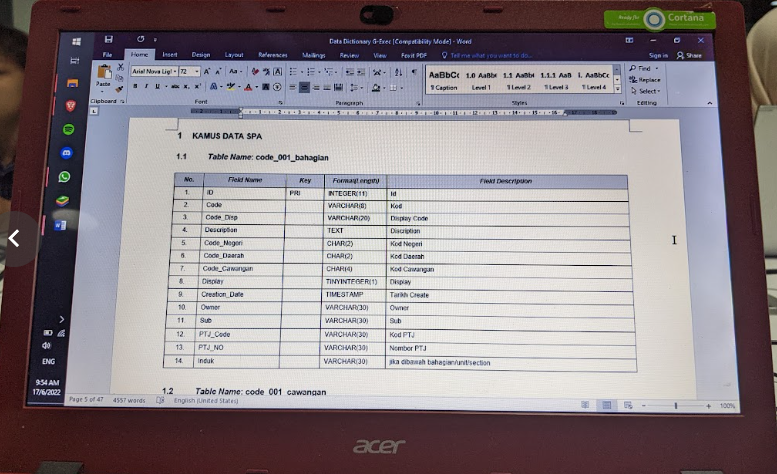 Ready for Cortana
Data Dictionary G-Exec [Compatibility Mode] - Word
File Home Insert Design Layout References Mailings Review View Foxit PDF Tell me what you want to do... Sign in Share
Paste
Arial Nova Ligh 72
AaBbCc 1.0 AaBb 1.1 AaBb 1.1.1 AaB i. AaBbCc
Caption Level 1 Level 2 Level 3 Level 4
Find
Replace
Select
Clipboard Font Paragraph Styles Editing
1 KAMUS DATA SPA
1.1 Table Name: code_001_bahagian
No. Field Name Key Format(Length) Field Description
1. ID PRI INTEGER(11) Id
2. Code VARCHAR(8) Kod
3. Code_Disp VARCHAR(20) Display Code
4. Description TEXT Discription
5. Code_Negeri CHAR(2) Kod Negeri
6. Code_Daerah CHAR(2) Kod Daerah
7. Code_Cawangan CHAR(4) Kod Cawangan
8. Display TINYINTEGER(1) Display
9. Creation_Date TIMESTAMP Tarikh Create
10. Owner VARCHAR(30) Owner
11. Sub VARCHAR(30) Sub
12. PTJ_Code VARCHAR(30) Kod PTJ
13. PTJ_NO VARCHAR(30) Nombor PTJ
14. Induk VARCHAR(30) jika dibawah bahagian/unit/section
1.2 Table Name: code_001_cawangan
ENG
9:54 AM
17/6/2022
Page 5 of 47 4557 words English (United States) 100%
acer